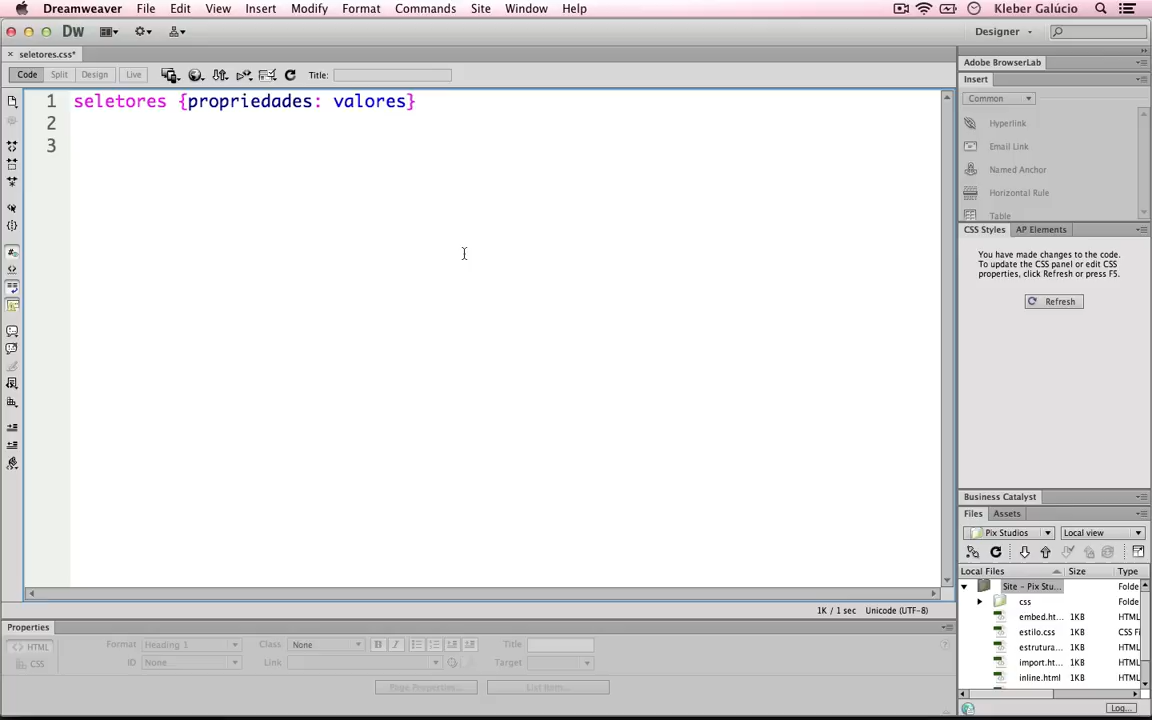 Dreamweaver File Edit View Insert Modify Format Commands Site Window Help Kleber Galúcio
Dw Designer
× seletores.css*
Code Split Design Live Title:
1 seletores {propriedades: valores}
2
3
Adobe BrowserLab
Insert
Common
Hyperlink
Email Link
Named Anchor
Horizontal Rule
Table
CSS Styles AP Elements
You have made changes to the code.
To update the CSS panel or edit CSS
properties, click Refresh or press F5.
Refresh
Business Catalyst
Files Assets
Pix Studios Local view
Local Files Size Type
Site - Pix Stu... Folde
css Folde
embed.ht... 1KB HTML
estilo.css 1KB CSS Fi
estrutura... 1KB HTML
import.ht... 1KB HTML
inline.html 1KB HTML
Log...
1K / 1 sec Unicode (UTF-8)
Properties
<> HTML Format Heading 1 Class None B I Title
CSS ID None Link Target
Page Properties... List Item...